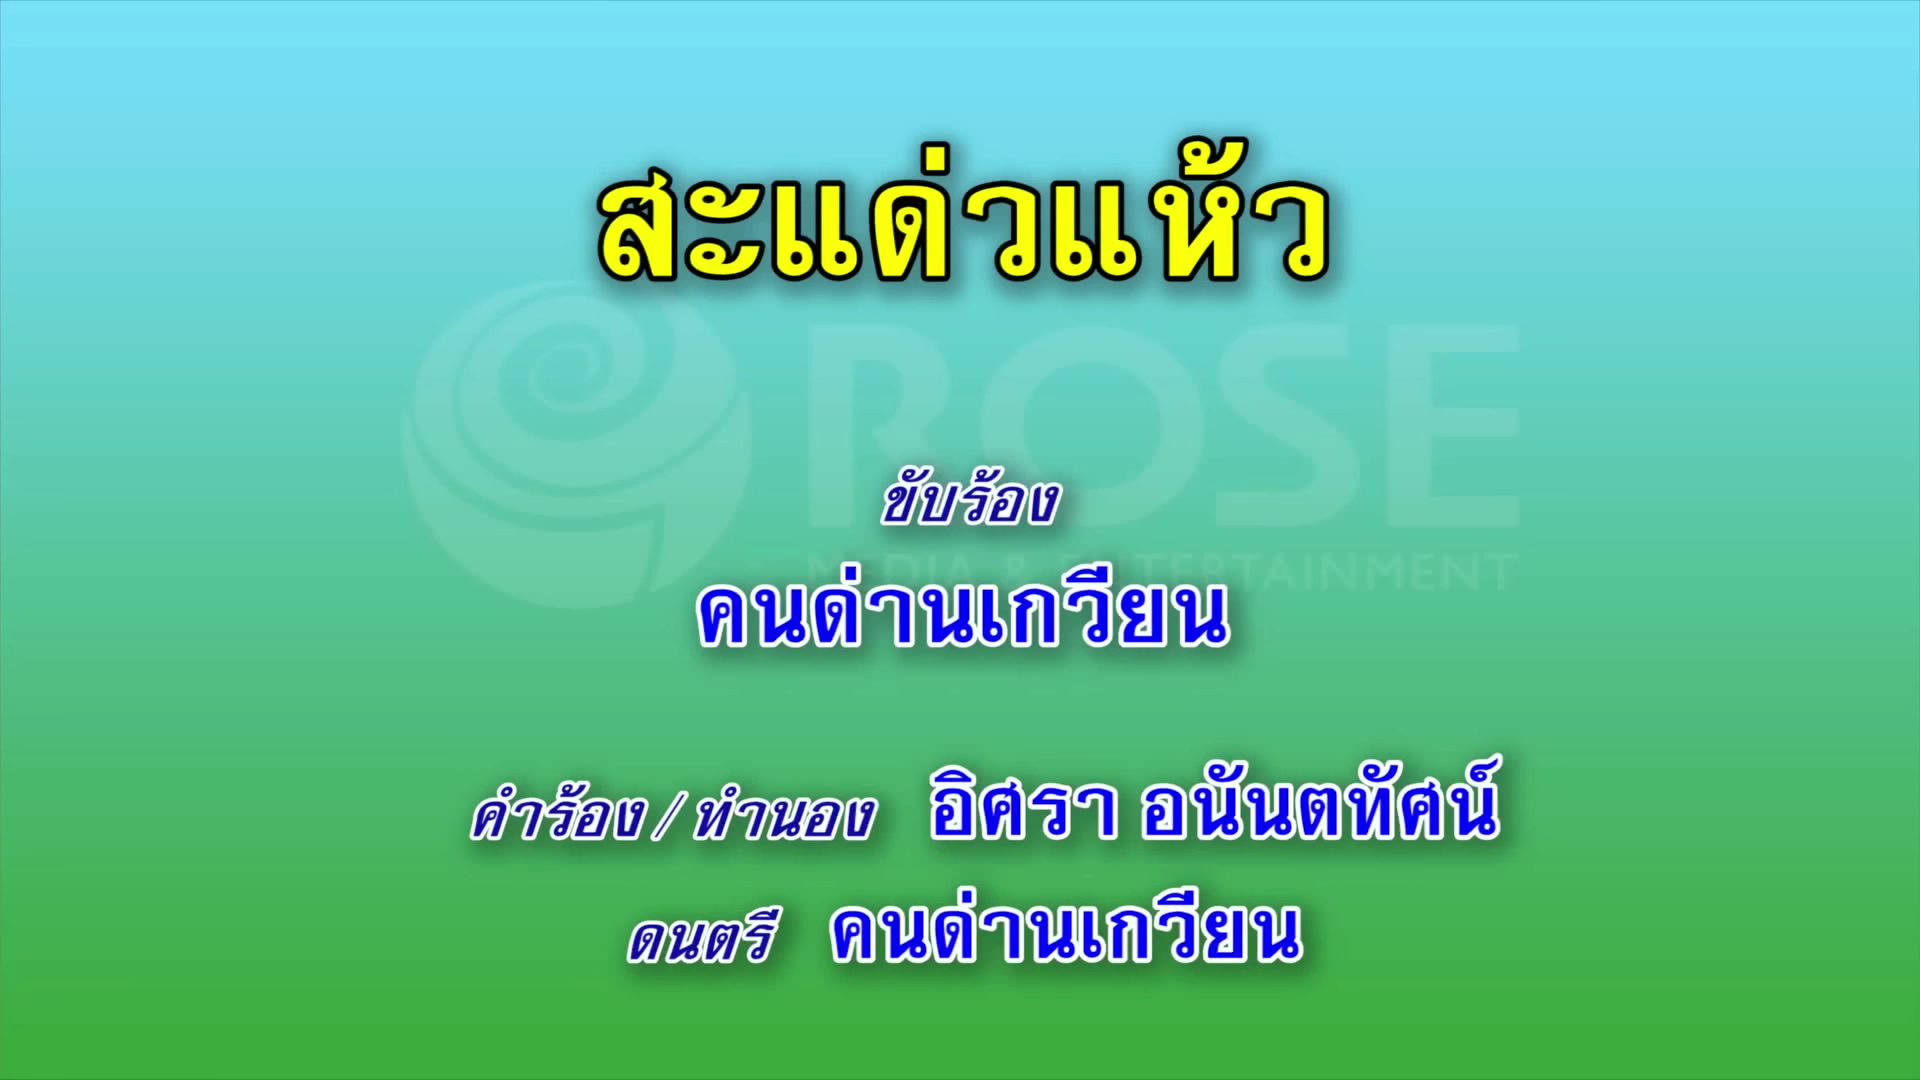 สะแด่วแห้ว
ROSE
MEDIA & ENTERTAINMENT
ขับร้อง
คนด่านเกวียน
คำร้อง / ทำนอง อิศรา อนันตทัศน์
ดนตรี คนด่านเกวียน